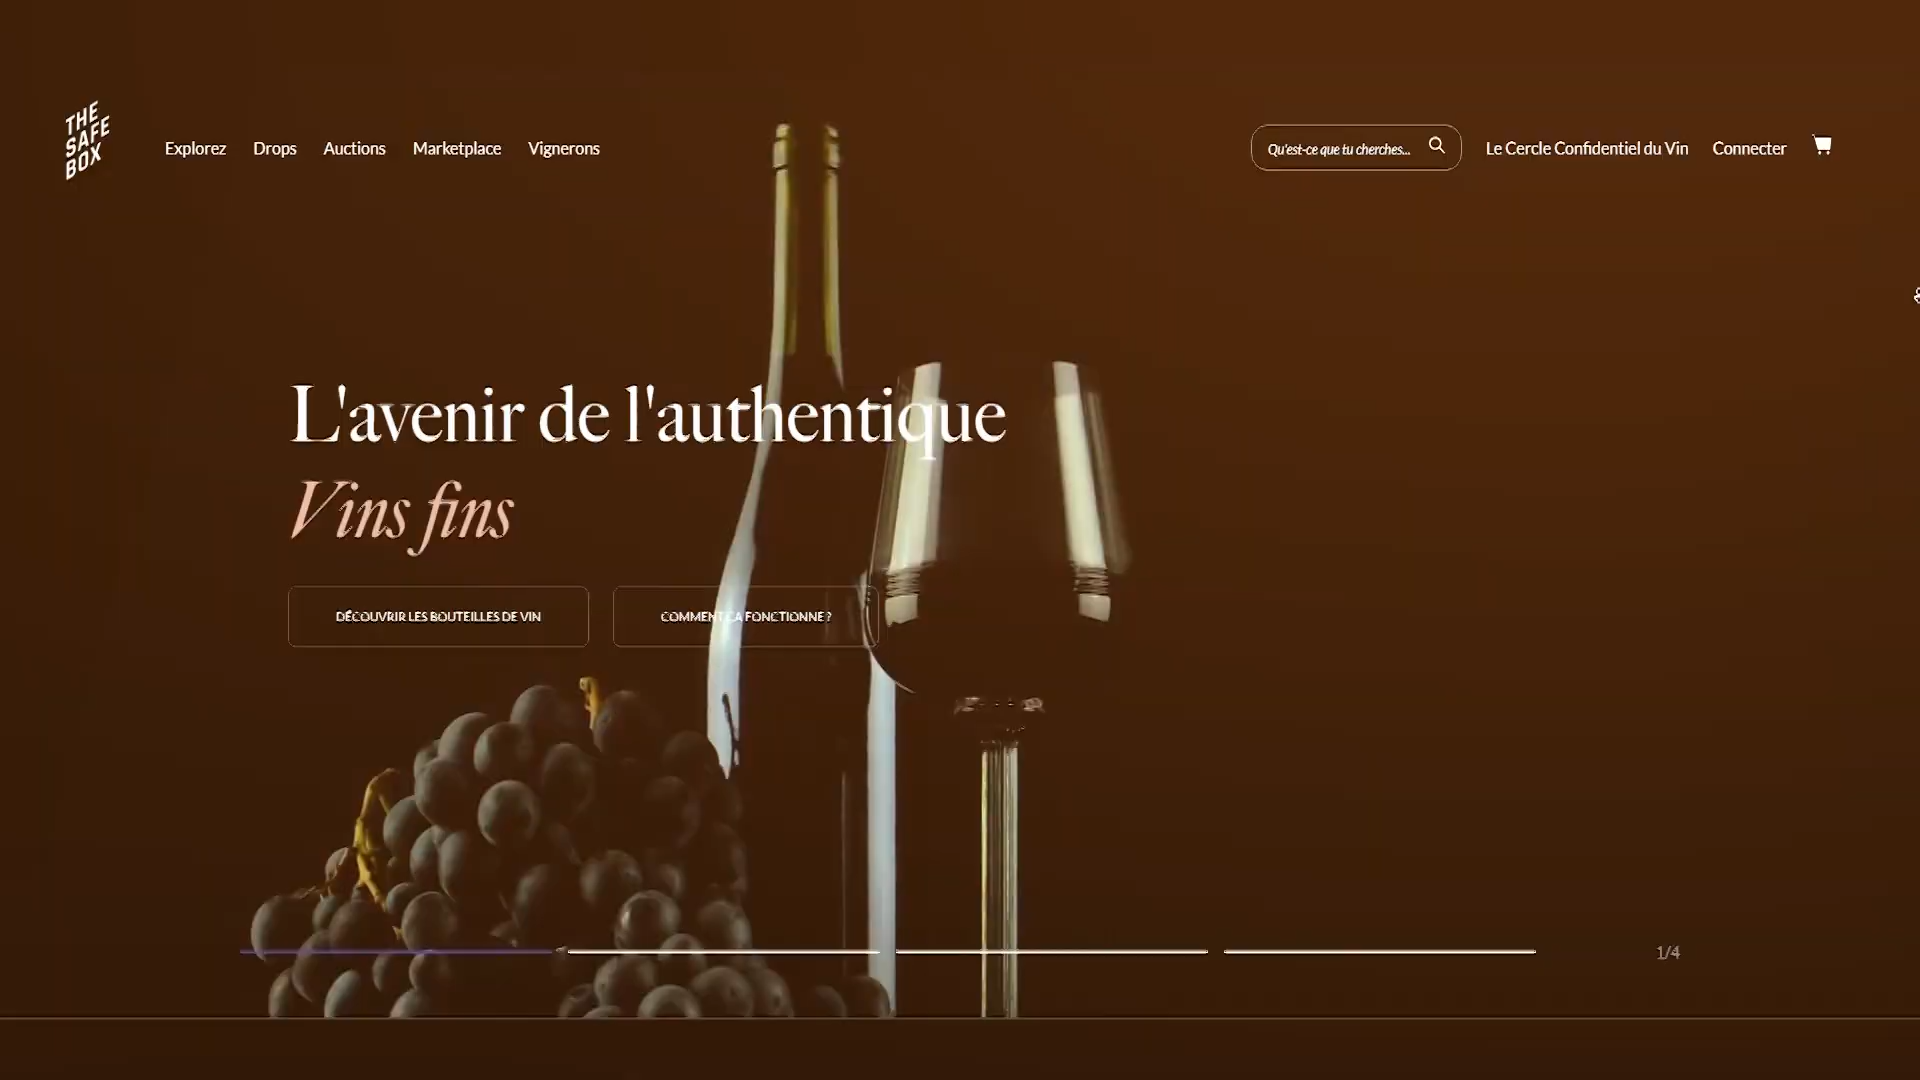 THE
SAFE
BOX
Explorez Drops Auctions Marketplace Vignerons
Qu'est-ce que tu cherches... Le Cercle Confidentiel du Vin Connecter
L'avenir de l'authentique
Vins fins
DÉCOUVRIR LES BOUTEILLES DE VIN COMMENT ÇA FONCTIONNE ?
1/4